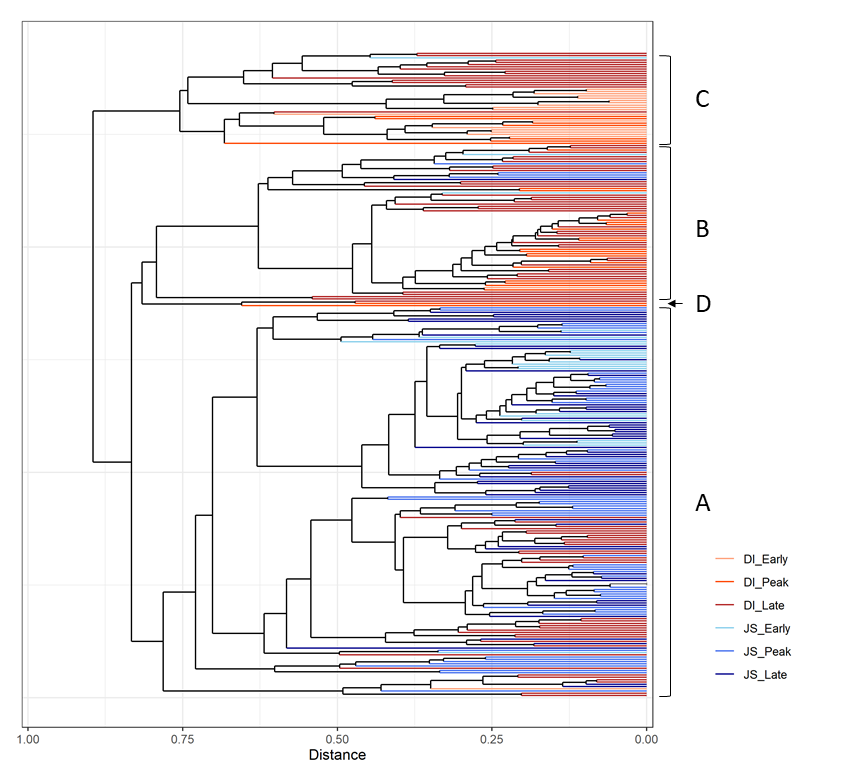 C
B
D
A
DI_Early
DI_Peak
DI_Late
JS_Early
JS_Peak
JS_Late
1.00 0.75 0.50 0.25 0.00
Distance